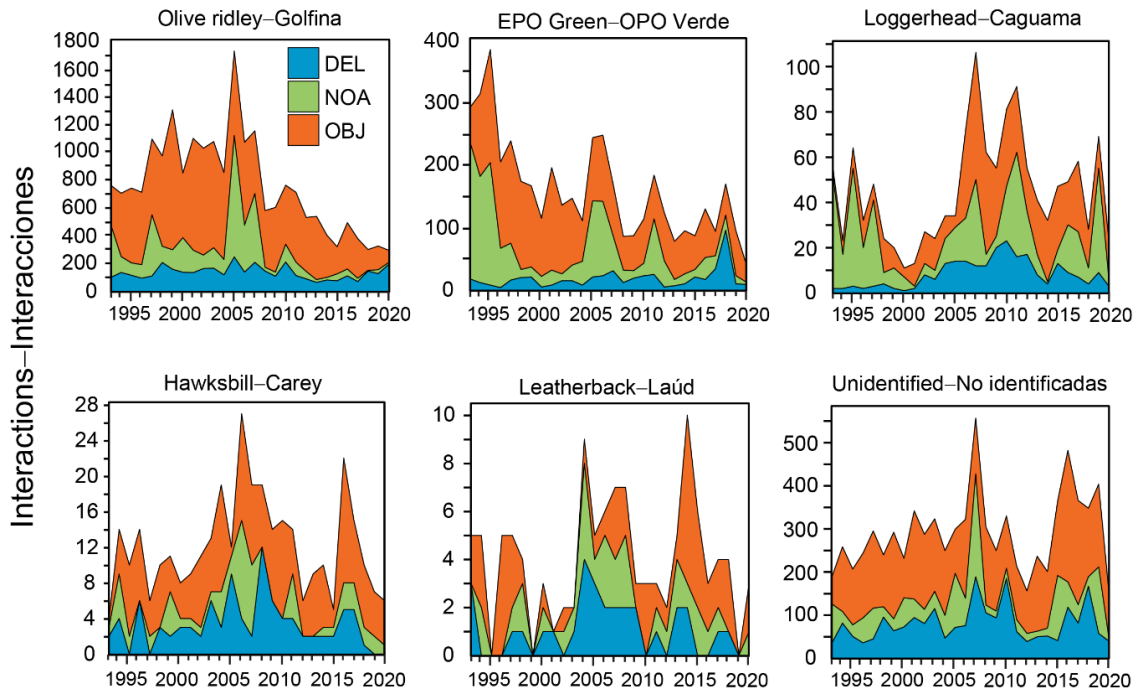 Interactions–Interacciones
Olive ridley–Golfina
1800
1600
1400
1200
1000
800
600
400
200
0
DEL
NOA
OBJ
1995 2000 2005 2010 2015 2020
EPO Green–OPO Verde
400
300
200
100
0
1995 2000 2005 2010 2015 2020
Loggerhead–Caguama
100
80
60
40
20
0
1995 2000 2005 2010 2015 2020
Hawksbill–Carey
28
24
20
16
12
8
4
0
1995 2000 2005 2010 2015 2020
Leatherback–Laúd
10
8
6
4
2
0
1995 2000 2005 2010 2015 2020
Unidentified–No identificadas
500
400
300
200
100
0
1995 2000 2005 2010 2015 2020